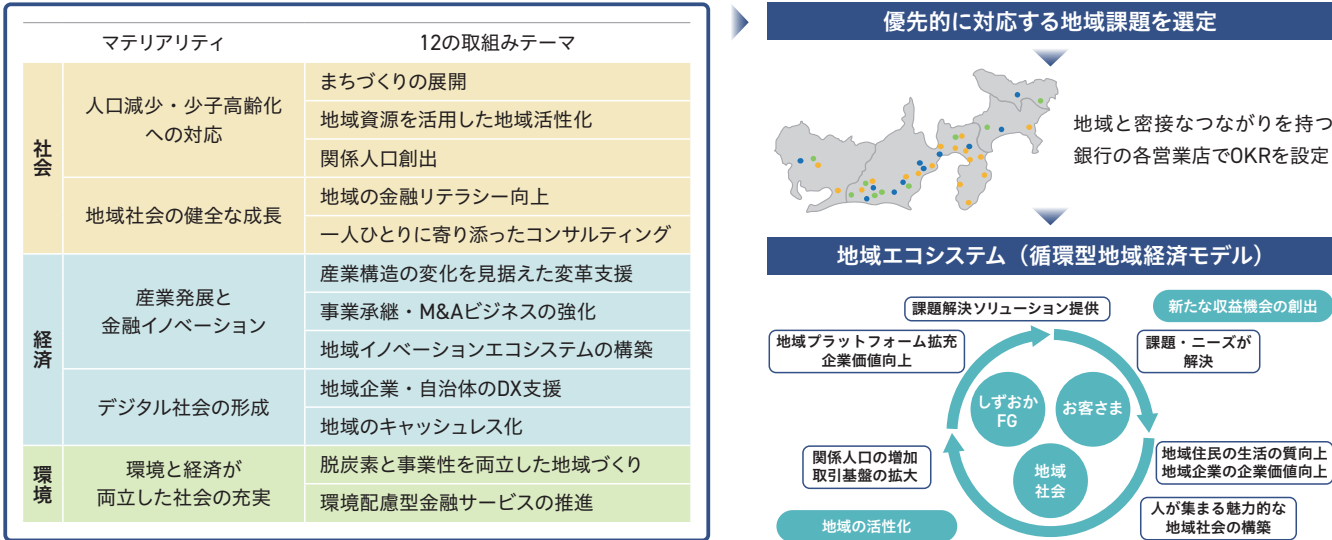 マテリアリティ
12の取組みテーマ
社会
人口減少・少子高齢化
への対応
まちづくりの展開
地域資源を活用した地域活性化
関係人口創出
地域社会の健全な成長
地域の金融リテラシー向上
一人ひとりに寄り添ったコンサルティング
経済
産業発展と
金融イノベーション
産業構造の変化を見据えた変革支援
事業承継・M&Aビジネスの強化
地域イノベーションエコシステムの構築
デジタル社会の形成
地域企業・自治体のDX支援
地域のキャッシュレス化
環境
環境と経済が
両立した社会の充実
脱炭素と事業性を両立した地域づくり
環境配慮型金融サービスの推進
優先的に対応する地域課題を選定
地域と密接なつながりを持つ
銀行の各営業店でOKRを設定
地域エコシステム（循環型地域経済モデル）
課題解決ソリューション提供
新たな収益機会の創出
地域プラットフォーム拡充
企業価値向上
課題・ニーズが
解決
しずおか
FG
お客さま
地域
社会
関係人口の増加
取引基盤の拡大
地域住民の生活の質向上
地域企業の企業価値向上
地域の活性化
人が集まる魅力的な
地域社会の構築